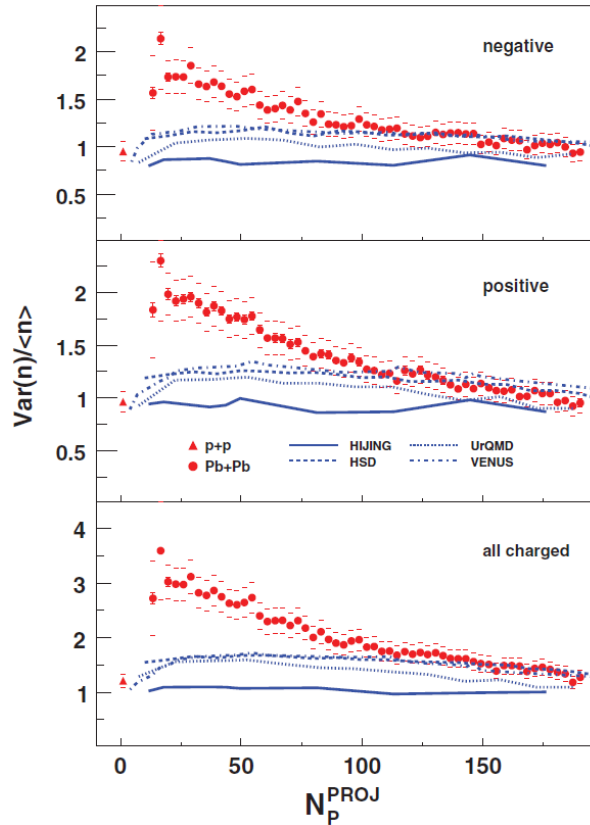 2
negative
1.5
1
0.5
2
positive
1.5
1
p+p HIJING UrQMD
Pb+Pb HSD VENUS
0.5
4
all charged
3
2
1
0 50 100 150
Var(n)/<n>
N_P^PROJ